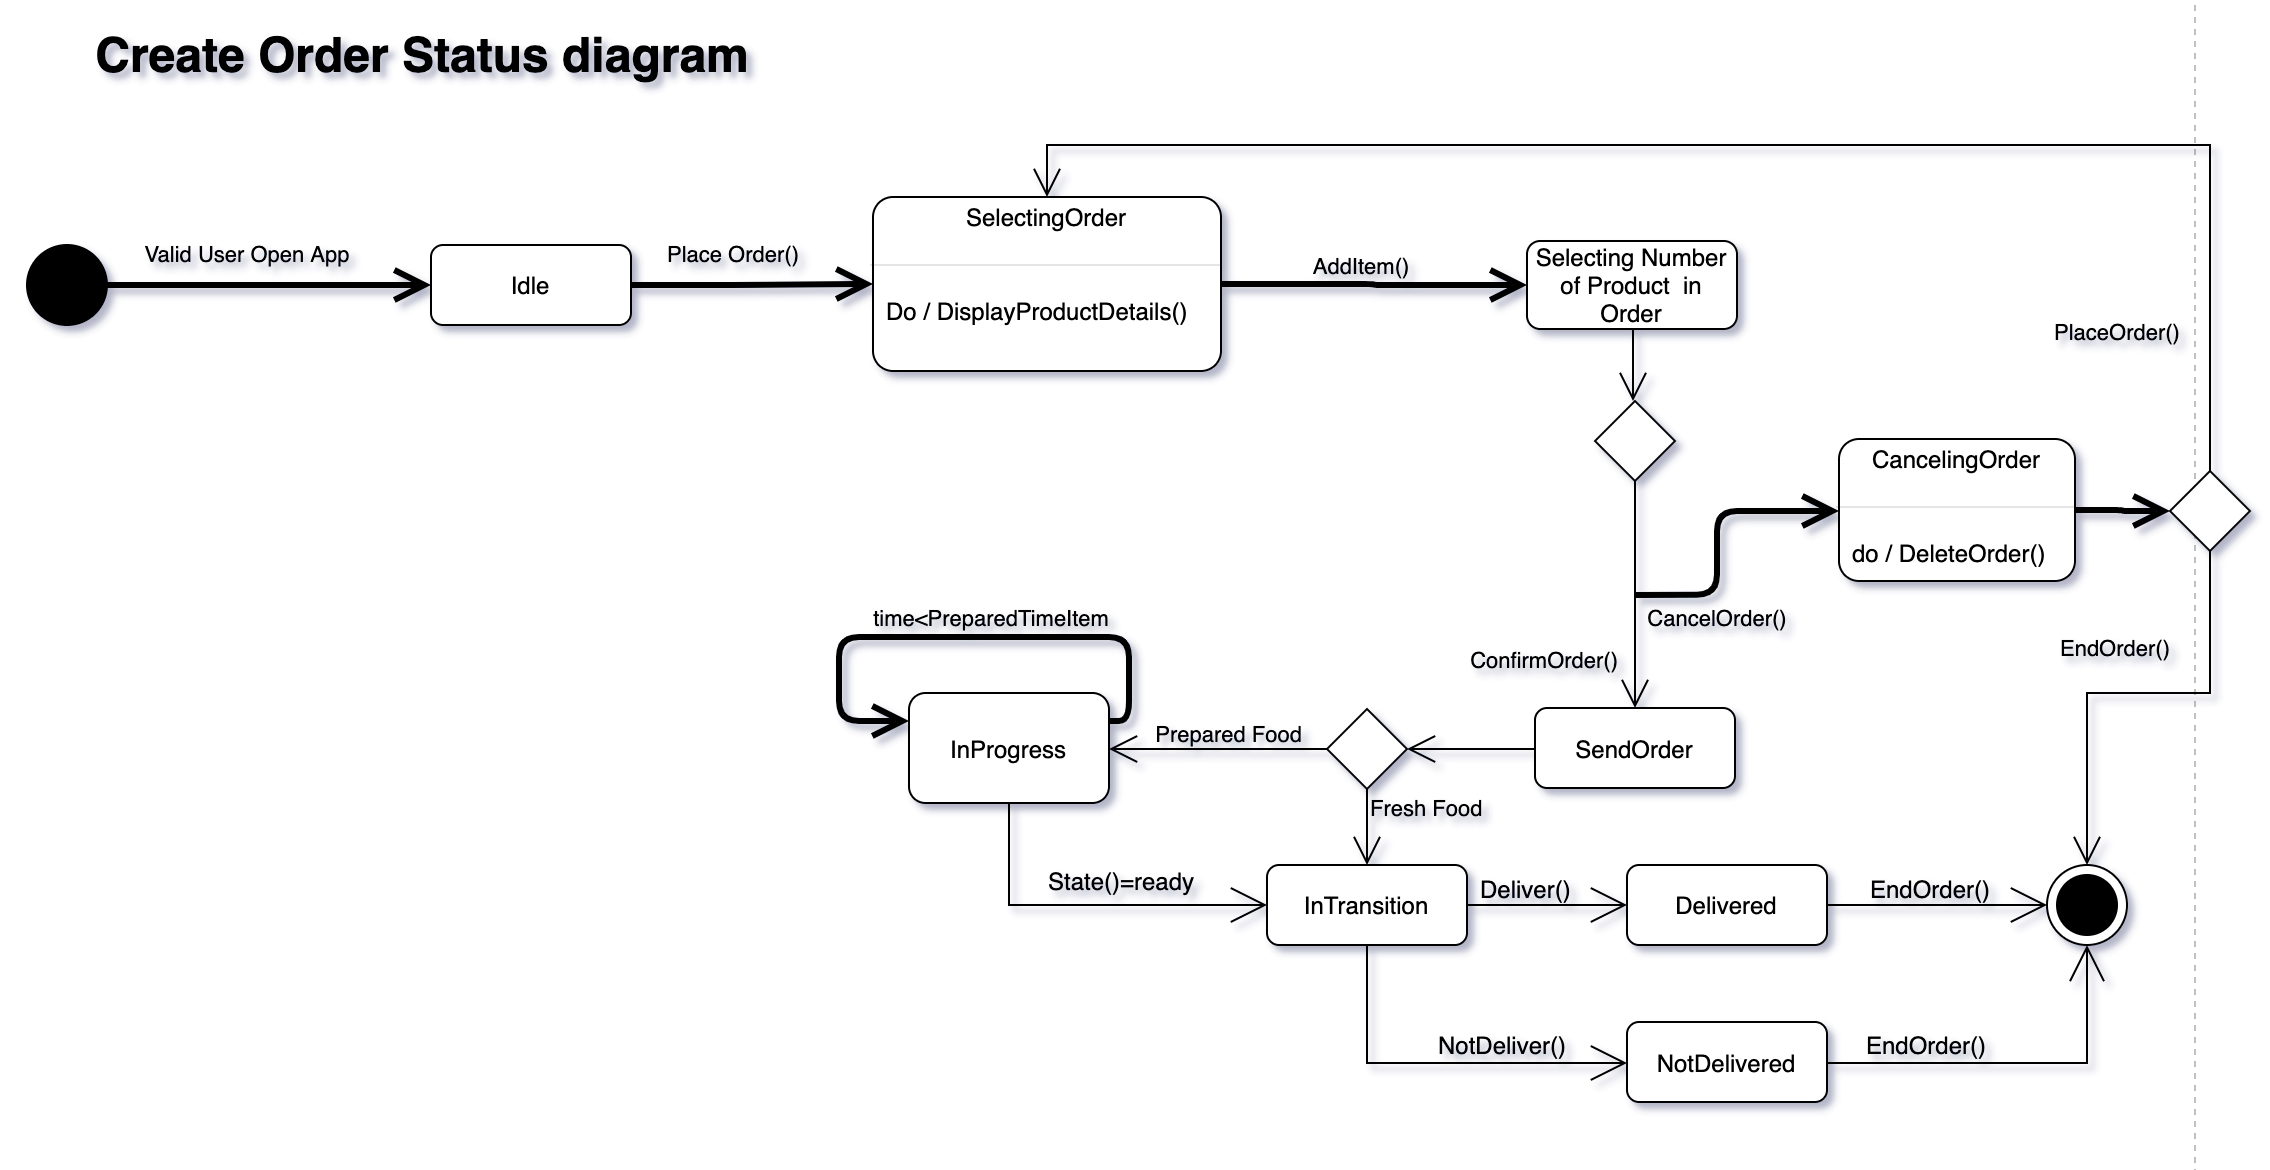 Create Order Status diagram
Valid User Open App
Idle
Place Order()
SelectingOrder
Do / DisplayProductDetails()
AddItem()
Selecting Number
of Product in
Order
PlaceOrder()
CancelingOrder
do / DeleteOrder()
CancelOrder()
ConfirmOrder()
EndOrder()
time<PreparedTimeItem
InProgress
Prepared Food
SendOrder
Fresh Food
State()=ready
InTransition
Deliver()
Delivered
EndOrder()
NotDeliver()
NotDelivered
EndOrder()